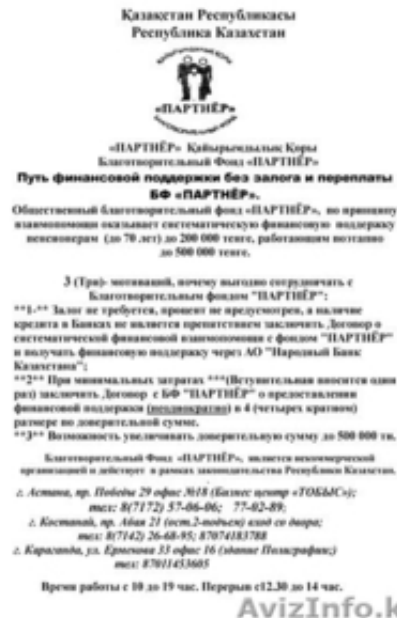 Қазақстан Республикасы
Республика Казахстан
«ПАРТНЁР»
«ПАРТНЁР» Қайырымдылық Қоры
Благотворительный Фонд «ПАРТНЁР»
Путь финансовой поддержки без залога и переплаты
БФ «ПАРТНЁР».
Общественный благотворительный фонд «ПАРТНЁР», по принципу
взаимопомощи оказывает систематическую финансовую поддержку
пенсионерам (до 70 лет) до 200 000 тенге, работающим поэтапно
до 500 000 тенге.
3 (Три)- мотиваций, почему выгодно сотрудничать с
Благотворительным фондом "ПАРТНЁР":
**1-** Залог не требуется, процент не предусмотрен, а наличие
кредита в Банках не является препятствием заключить Договор о
систематической финансовой взаимопомощи с фондом "ПАРТНЁР"
и получать финансовую поддержку через АО "Народный Банк
Казахстана";
**2** При минимальных затратах ***(Вступительная вносится один
раз) заключить Договор с БФ "ПАРТНЁР" о предоставлении
финансовой поддержки (неоднократно) в 4 (четырех кратном)
размере по доверительной сумме.
**3** Возможность увеличивать доверительную сумму до 500 000 тн.
Благотворительный Фонд «ПАРТНЁР», является некоммерческой
организацией и действует в рамках законодательства Республики Казахстан.
г. Астана, пр. Победы 29 офис №18 (Бизнес центр «ТОБЫС»);
тел: 8(7172) 57-06-06; 77-02-89;
г. Костанай, пр. Абая 21 (ост.2-подъем) вход со двора;
тел: 8(7142) 26-68-95; 87074183788
г. Караганда, ул. Ермекова 33 офис 16 (здание Полиграфии;)
тел: 87011453605
Время работы с 10 до 19 час. Перерыв с12.30 до 14 час.
AvizInfo.k